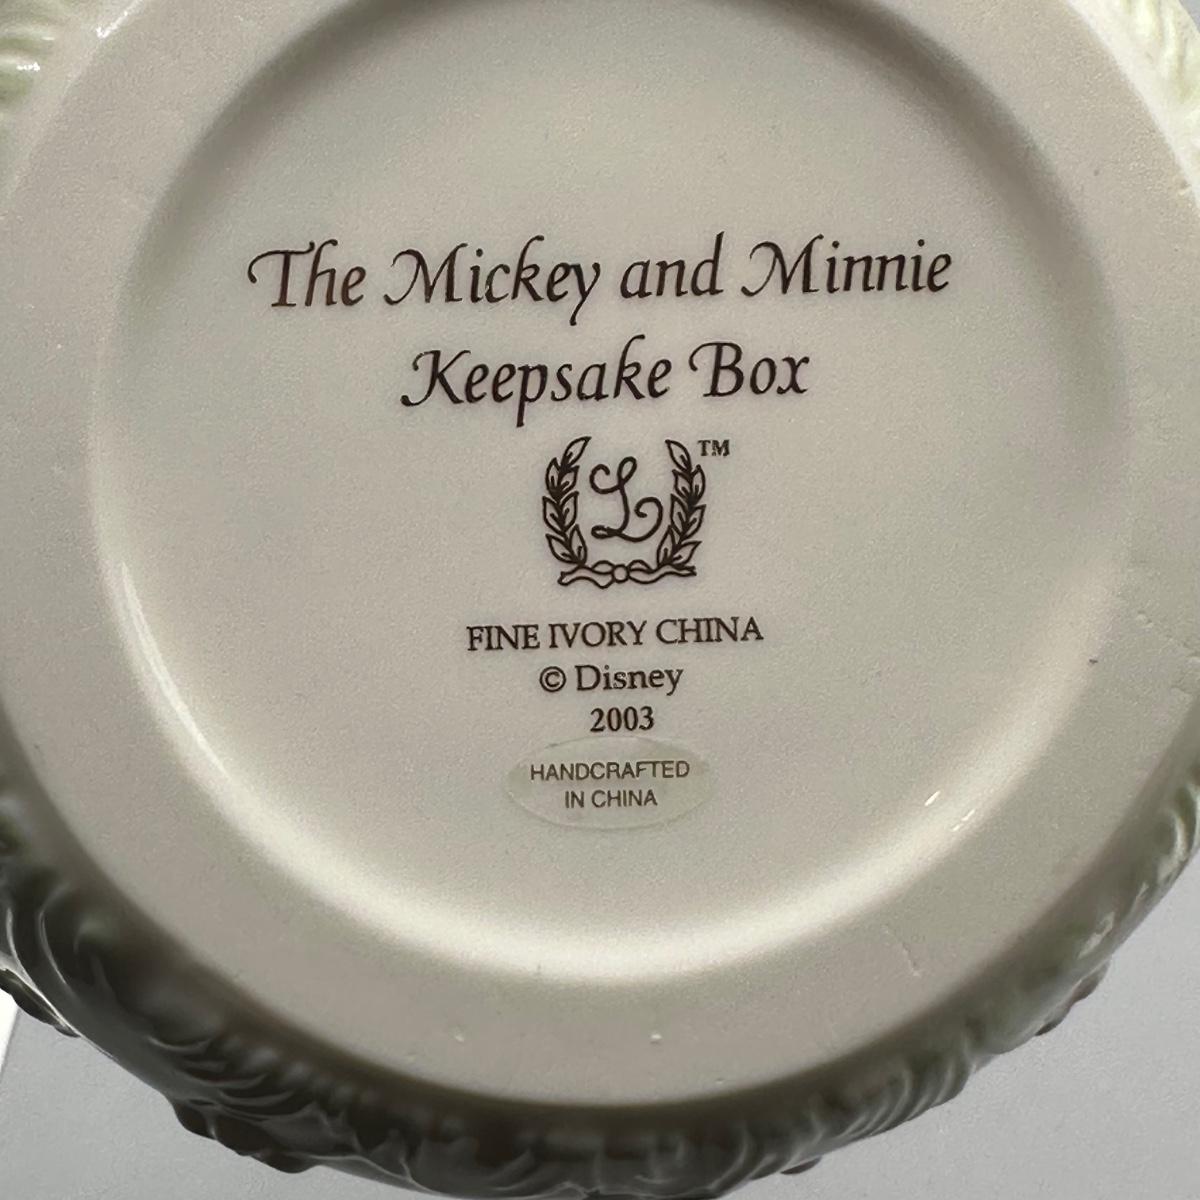 The Mickey and Minnie
Keepsake Box
L TM
FINE IVORY CHINA
© Disney
2003
HANDCRAFTED
IN CHINA